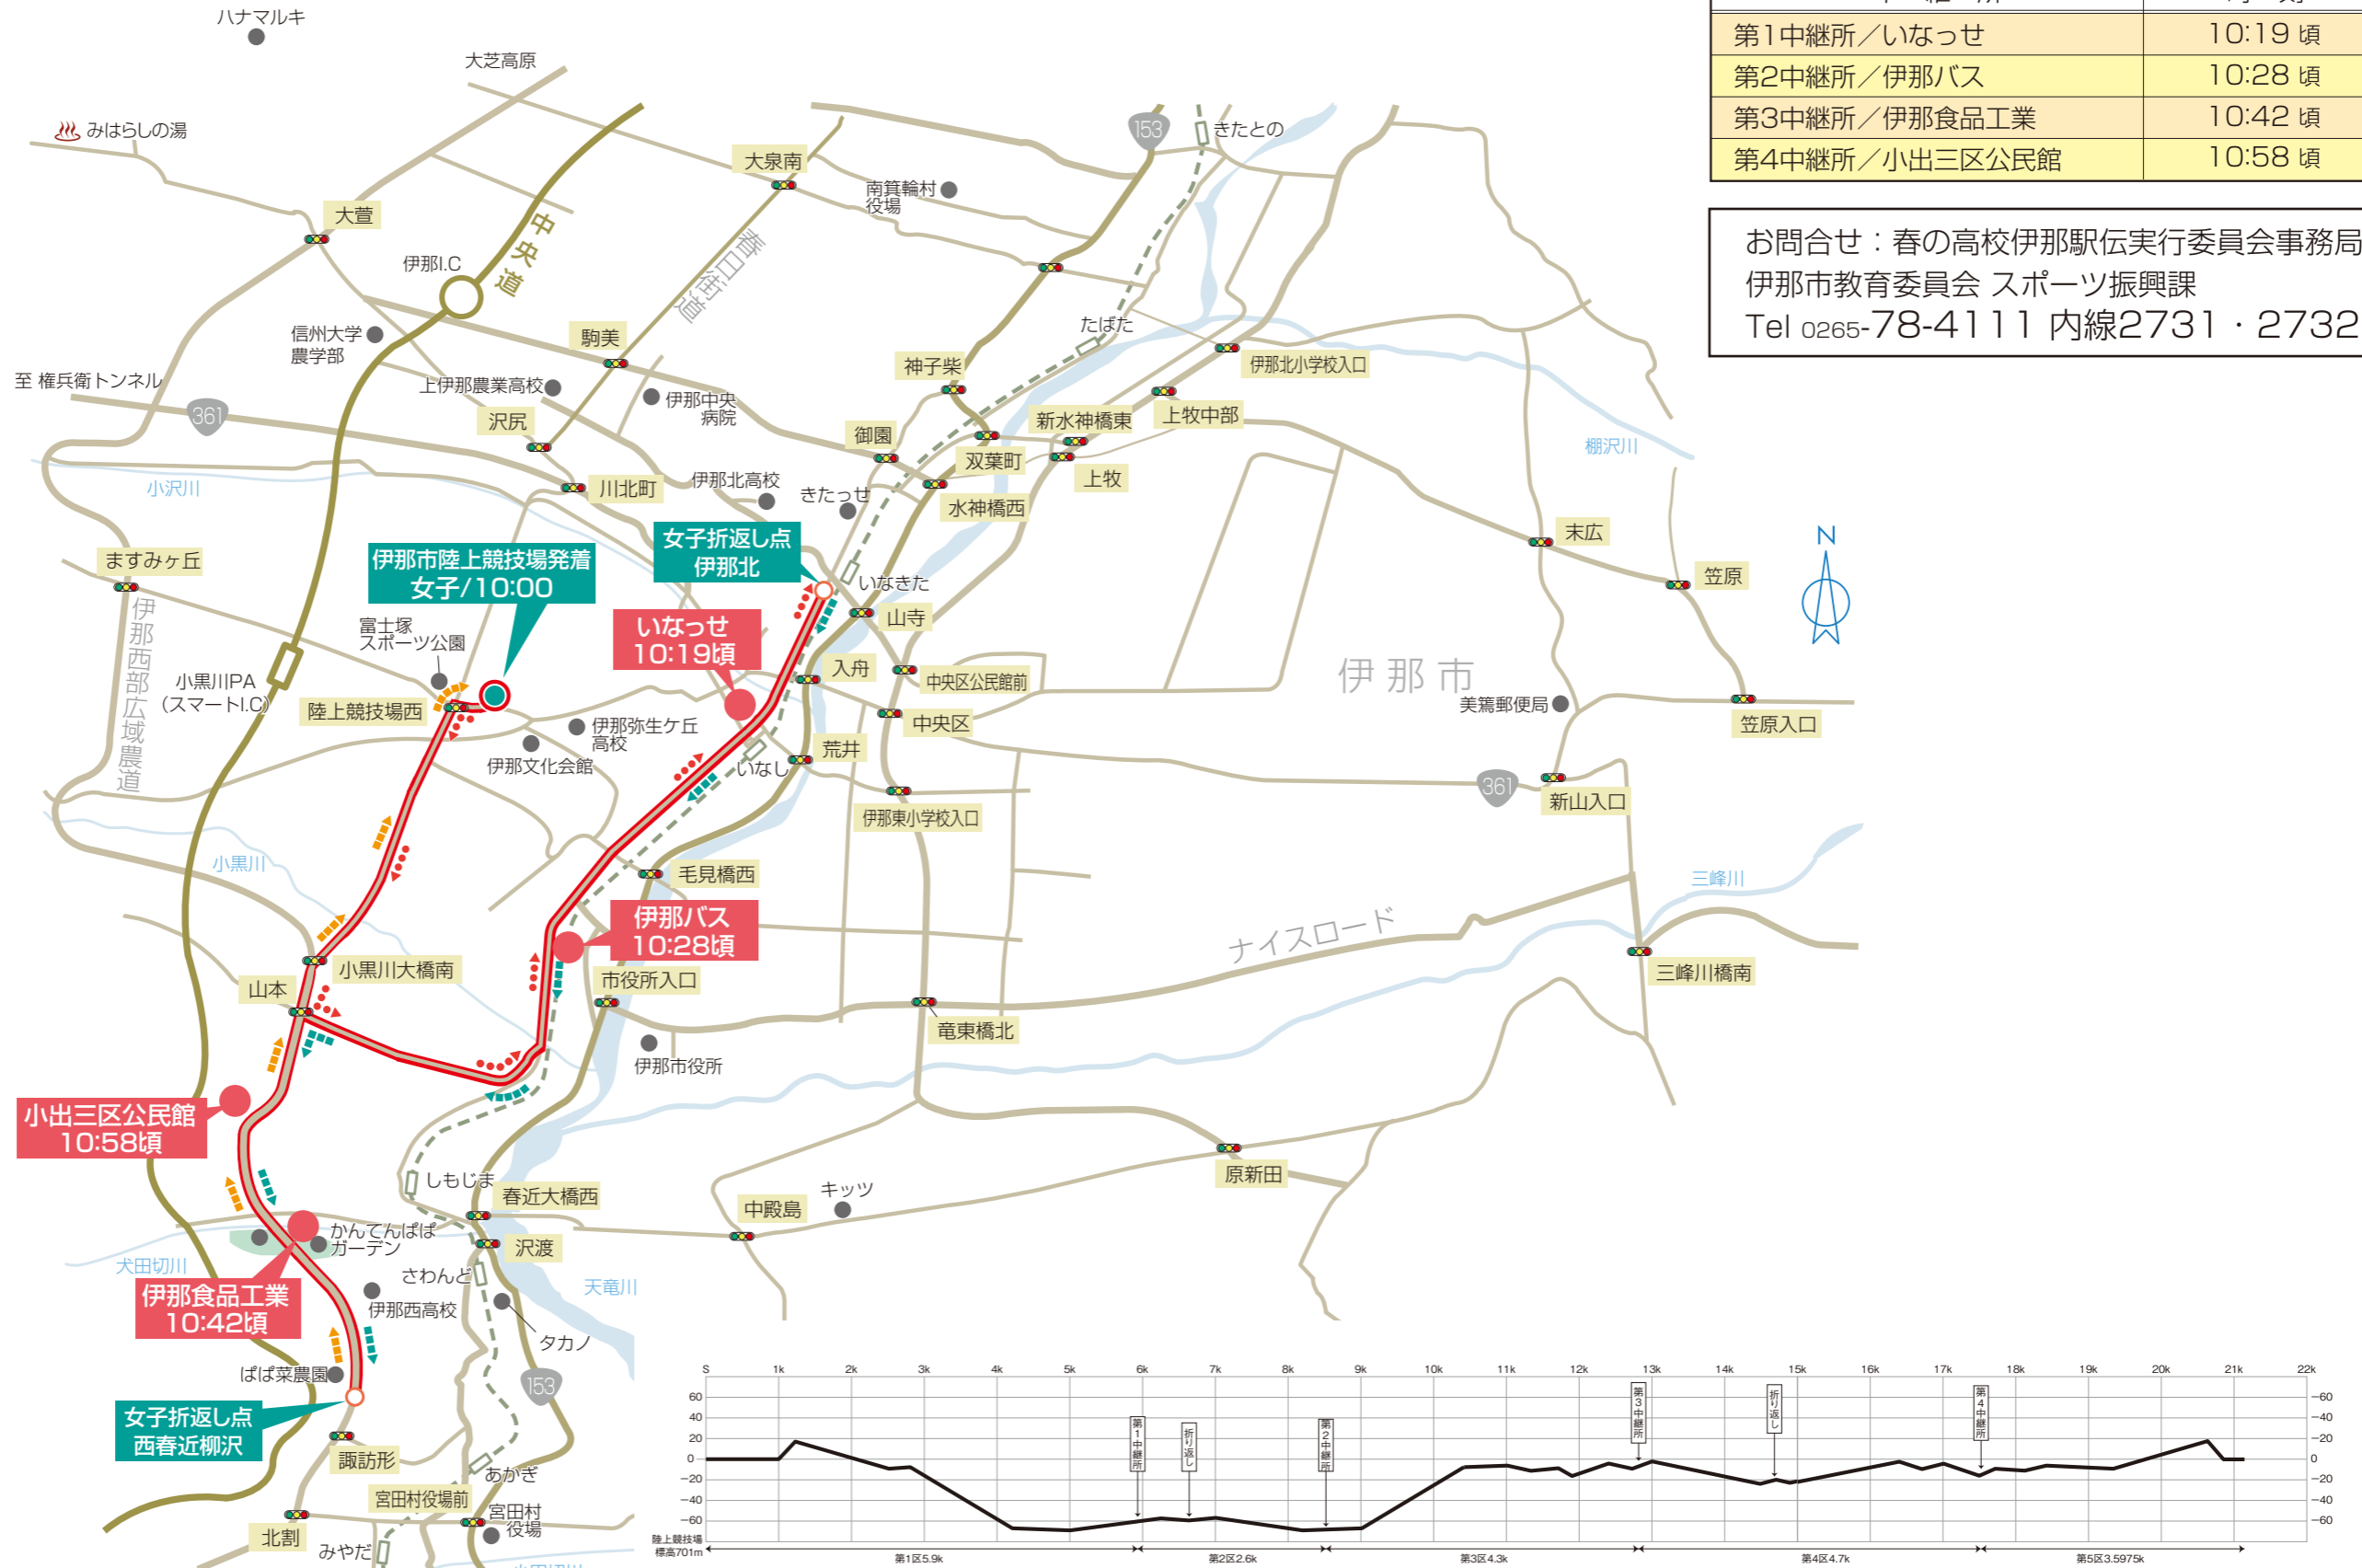 第1中継所／いなっせ 10:19 頃
第2中継所／伊那バス 10:28 頃
第3中継所／伊那食品工業 10:42 頃
第4中継所／小出三区公民館 10:58 頃
お問合せ：春の高校伊那駅伝実行委員会事務局
伊那市教育委員会 スポーツ振興課
Tel 0265-78-4111 内線2731・2732
ハナマルキ
大芝高原
みはらしの湯
153
きたとの
大泉南
南箕輪村
役場
大萱
中央道
春日街道
伊那I.C
信州大学
農学部
駒美
たばた
至 権兵衛トンネル
上伊那農業高校
伊那中央
病院
神子柴
伊那北小学校入口
361
沢尻
御園
新水神橋東
上牧中部
棚沢川
小沢川
川北町
伊那北高校
きたっせ
双葉町
上牧
水神橋西
末広
N
ますみヶ丘
伊那市陸上競技場発着
女子/10:00
女子折返し点
伊那北
いなきた
笠原
伊那西部広域農道
富士塚
スポーツ公園
いなっせ
10:19頃
山寺
小黒川PA
(スマートI.C)
入舟
中央区公民館前
伊那市
陸上競技場西
伊那弥生ケ丘
高校
中央区
美篶郵便局
笠原入口
伊那文化会館
いなし
荒井
361
新山入口
伊那東小学校入口
小黒川
毛見橋西
三峰川
伊那バス
10:28頃
ナイスロード
小黒川大橋南
山本
市役所入口
三峰川橋南
竜東橋北
伊那市役所
小出三区公民館
10:58頃
しもじま
春近大橋西
原新田
中殿島
キッツ
かんてんぱぱ
ガーデン
沢渡
犬田切川
さわんど
天竜川
伊那食品工業
10:42頃
伊那西高校
タカノ
ぱぱ菜農園
153
女子折返し点
西春近柳沢
諏訪形
あかぎ
宮田村役場前
宮田村
役場
北割
みやだ
S 1k 2k 3k 4k 5k 6k 7k 8k 9k 10k 11k 12k 13k 14k 15k 16k 17k 18k 19k 20k 21k 22k
60 −60
40 −40
20 −20
0 0
−20 −20
−40 −40
−60 −60
第1中継所
折り返し
第2中継所
第3中継所
折り返し
第4中継所
陸上競技場
標高701m
第1区5.9k 第2区2.6k 第3区4.3k 第4区4.7k 第5区3.5975k